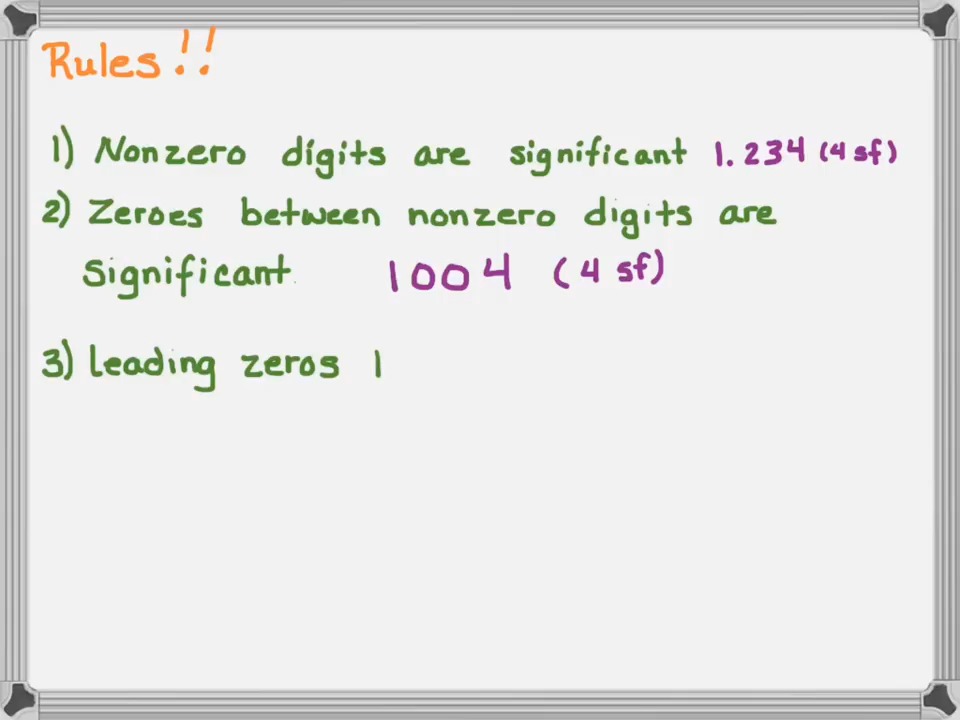 Rules!!
1) Nonzero digits are significant 1.234 (4 sf)
2) Zeroes between nonzero digits are
significant 1004 (4 sf)
3) leading zeros